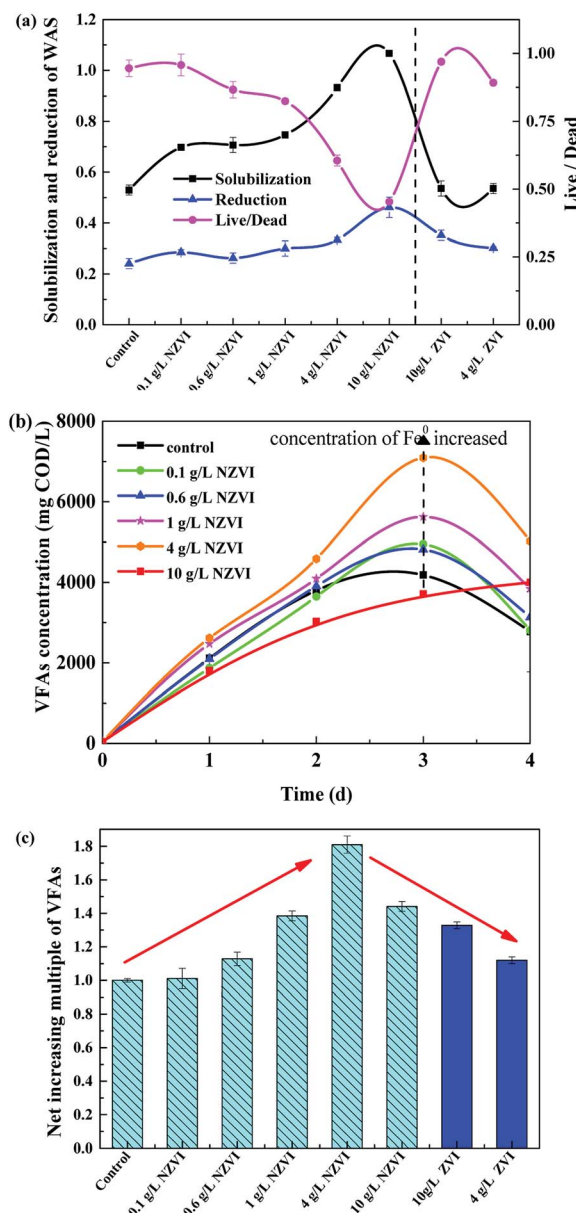 (a)
Solubilization and reduction of WAS
1.2
1.0
0.8
0.6
0.4
0.2
0.0
Solubilization
Reduction
Live/Dead
1.00
0.75
0.50
0.25
0.00
Live / Dead
Control
0.1 g/L NZVI
0.6 g/L NZVI
1 g/L NZVI
4 g/L NZVI
10 g/L NZVI
10g/L ZVI
4 g/L ZVI
(b)
VFAs concentration (mg COD/L)
8000
6000
4000
2000
0
control
0.1 g/L NZVI
0.6 g/L NZVI
1 g/L NZVI
4 g/L NZVI
10 g/L NZVI
concentration of Fe0 increased
0 1 2 3 4
Time (d)
(c)
Net increasing multiple of VFAs
1.8
1.6
1.4
1.2
1.0
0.8
0.6
0.4
0.2
0.0
Control
0.1 g/L NZVI
0.6 g/L NZVI
1 g/L NZVI
4 g/L NZVI
10 g/L NZVI
10g/L ZVI
4 g/L ZVI